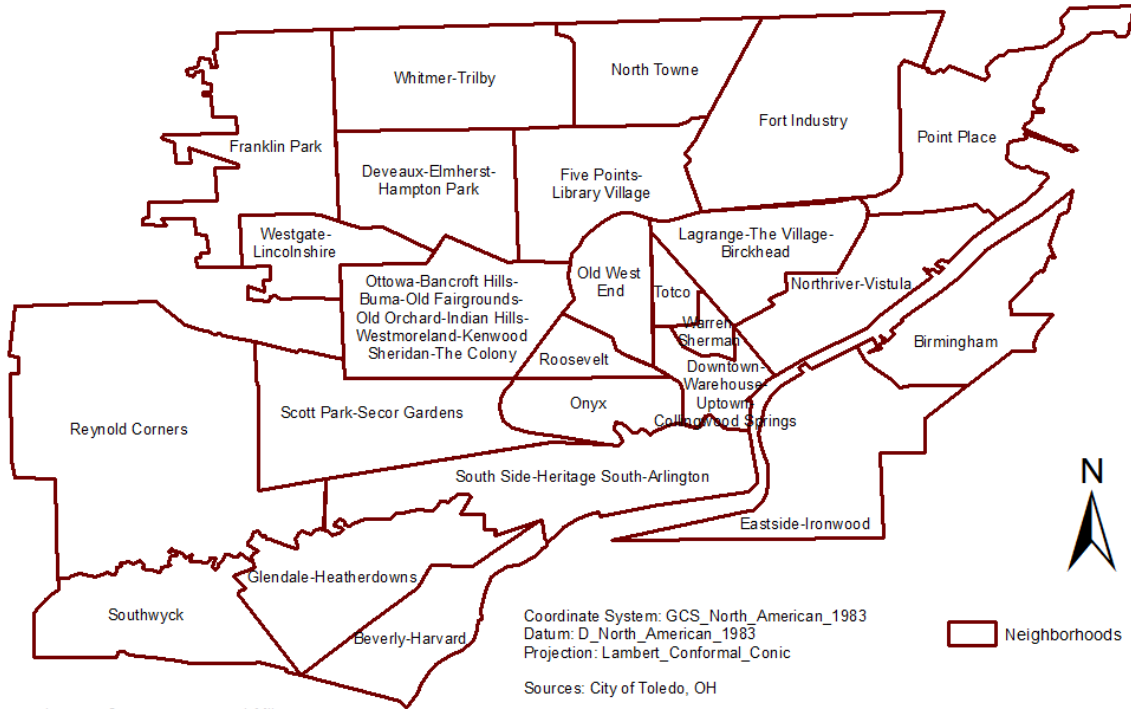 Whitmer-Trilby
North Towne
Fort Industry
Point Place
Franklin Park
Deveaux-Elmherst-
Hampton Park
Five Points-
Library Village
Westgate-
Lincolnshire
Lagrange-The Village-
Birckhead
Ottowa-Bancroft Hills-
Buma-Old Fairgrounds-
Old Orchard-Indian Hills-
Westmoreland-Kenwood
Sheridan-The Colony
Old West
End
Totco
Northriver-Vistula
Warren
Sherman
Birmingham
Roosevelt
Downtown-
Warehouse-
Uptown-
Collingwood Springs
Onyx
Scott Park-Secor Gardens
Reynold Corners
South Side-Heritage South-Arlington
Eastside-Ironwood
N
Glendale-Heatherdowns
Southwyck
Beverly-Harvard
Coordinate System: GCS_North_American_1983
Datum: D_North_American_1983
Projection: Lambert_Conformal_Conic
Sources: City of Toledo, OH
Neighborhoods